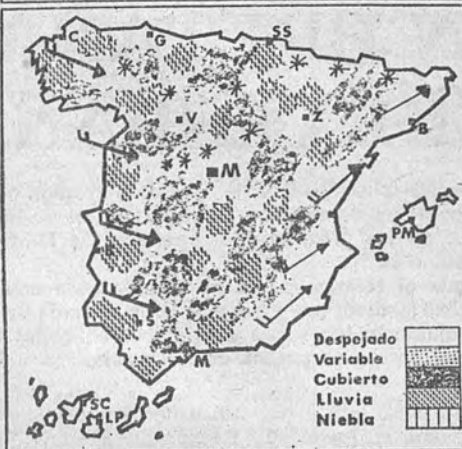 C
G
SS
V
Z
B
M
PM
S
M
SC
LP
Despejado
Variable
Cubierto
Lluvia
Niebla